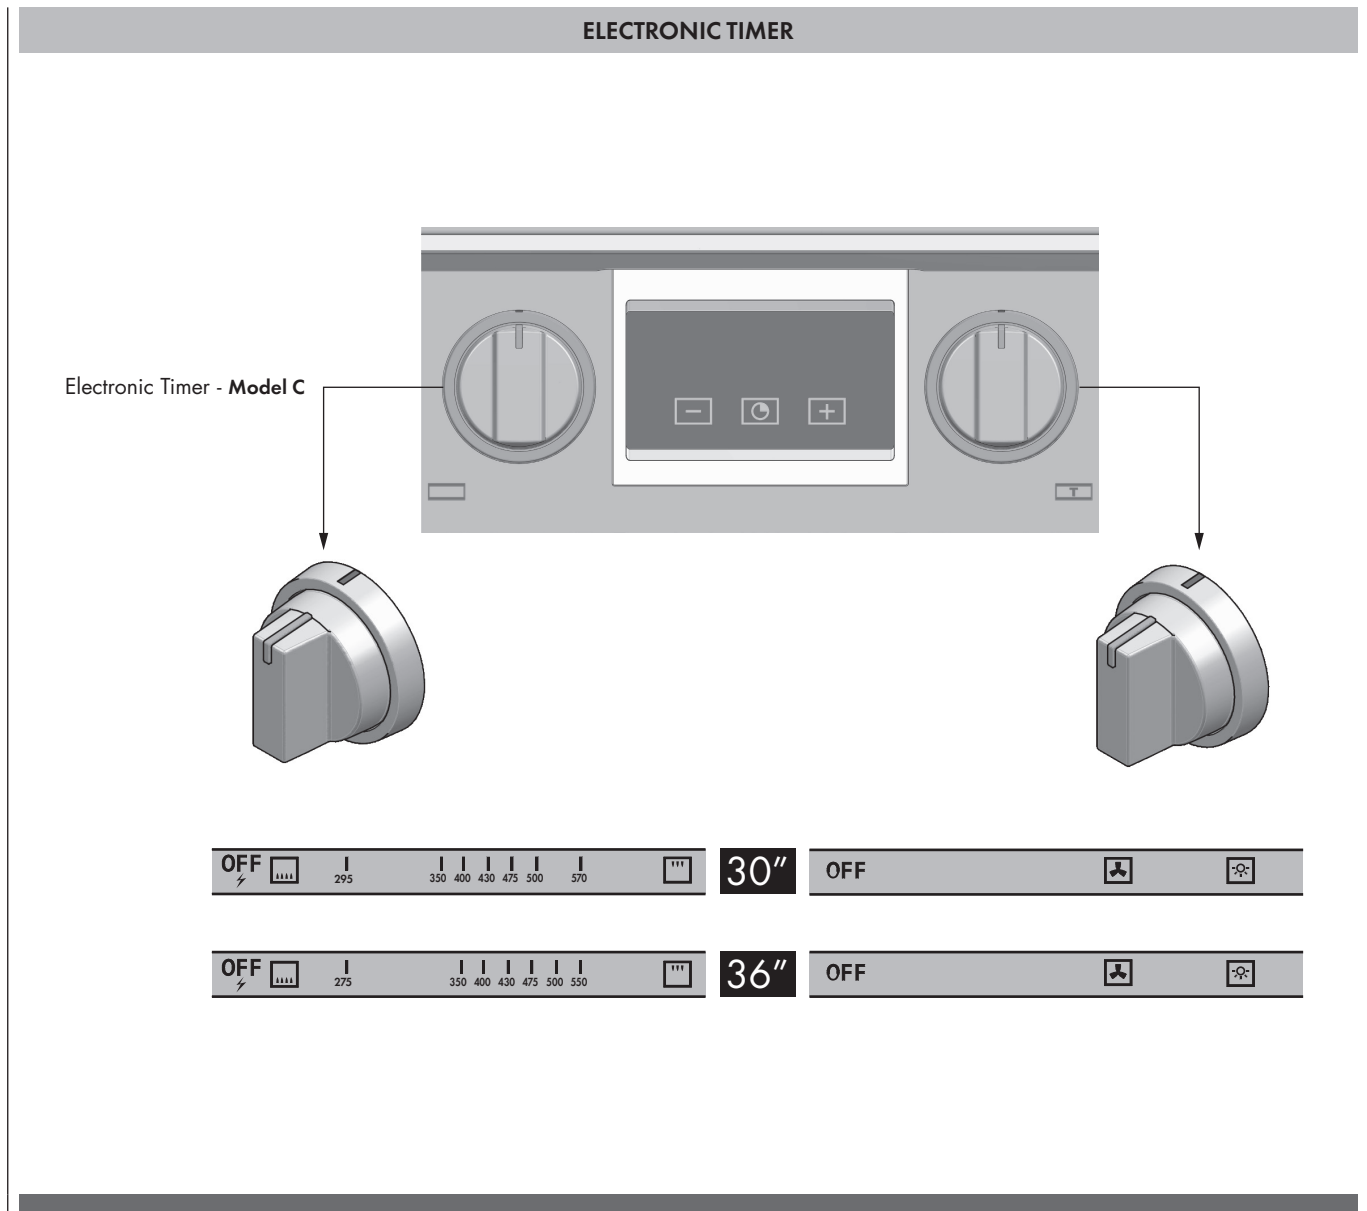 ELECTRONIC TIMER
Electronic Timer - Model C
T
OFF 295 350 400 430 475 500 570 30" OFF
OFF 275 350 400 430 475 500 550 36" OFF